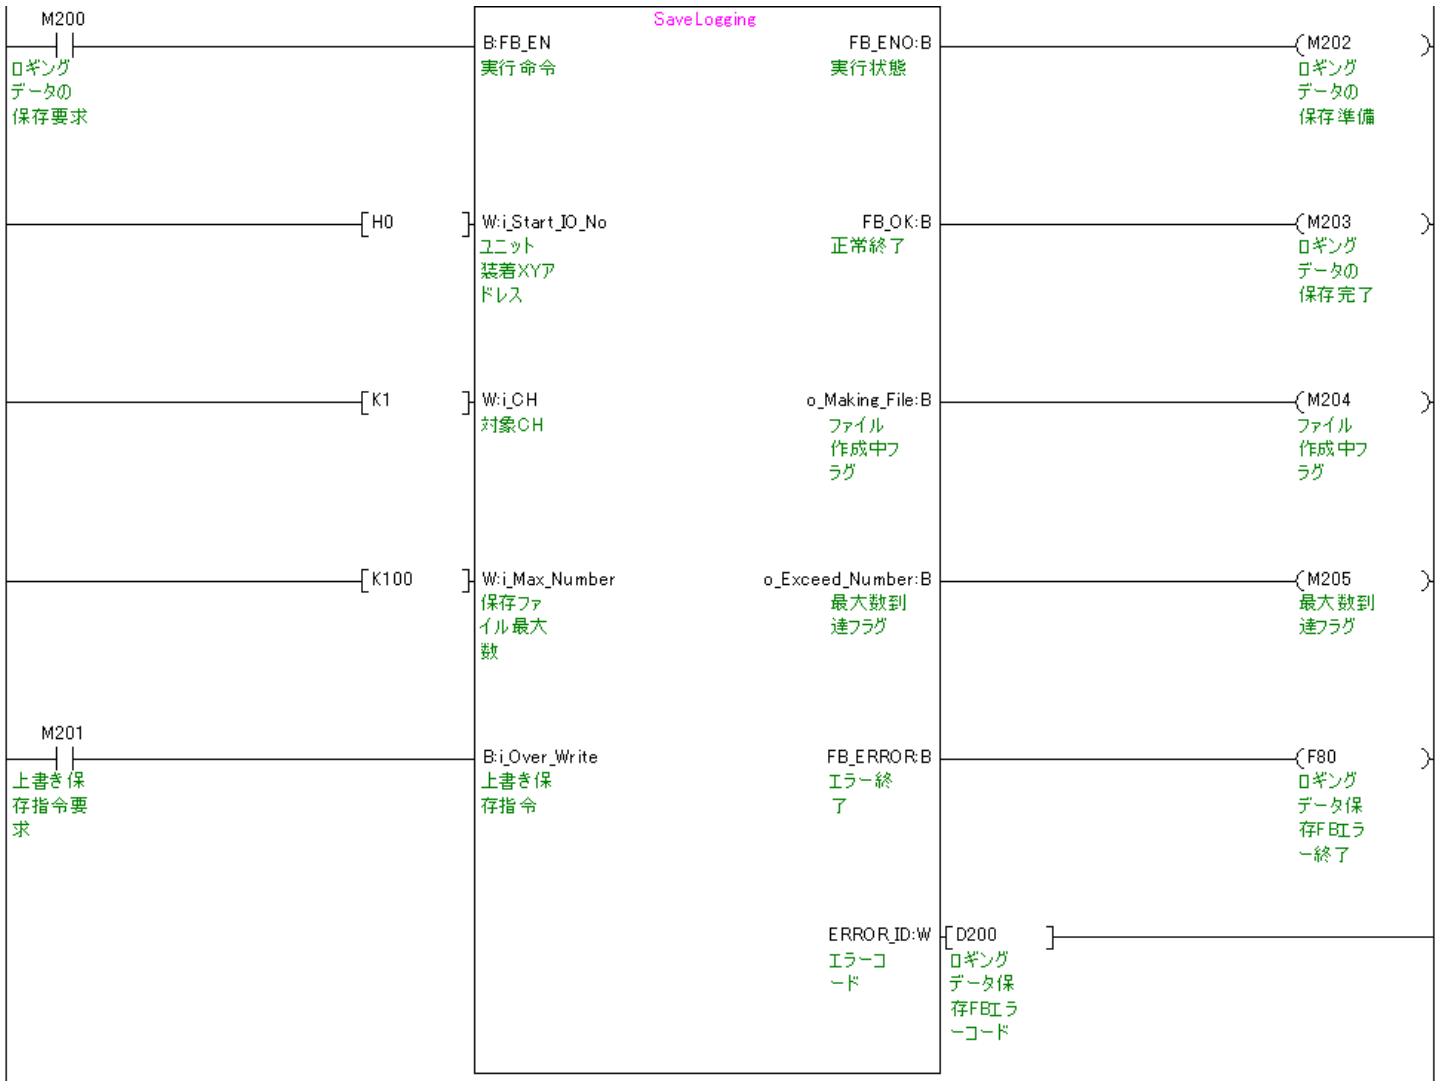 SaveLogging
M200
B:FB_EN
FB_ENO:B
M202
ロギング
データの
保存要求
実行命令
実行状態
ロギング
データの
保存準備
H0
W:i_Start_IO_No
FB_OK:B
M203
ユニット
装着XYア
ドレス
正常終了
ロギング
データの
保存完了
K1
W:i_CH
o_Making_File:B
M204
対象CH
ファイル
作成中フ
ラグ
ファイル
作成中フ
ラグ
K100
W:i_Max_Number
o_Exceed_Number:B
M205
保存ファ
イル最大
数
最大数到
達フラグ
最大数到
達フラグ
M201
B:i_Over_Write
FB_ERROR:B
F80
上書き保
存指令要
求
上書き保
存指令
エラー終
了
ロギング
データ保
存FBエラ
ー終了
ERROR_ID:W
D200
エラーコ
ード
ロギング
データ保
存FBエラ
ーコード